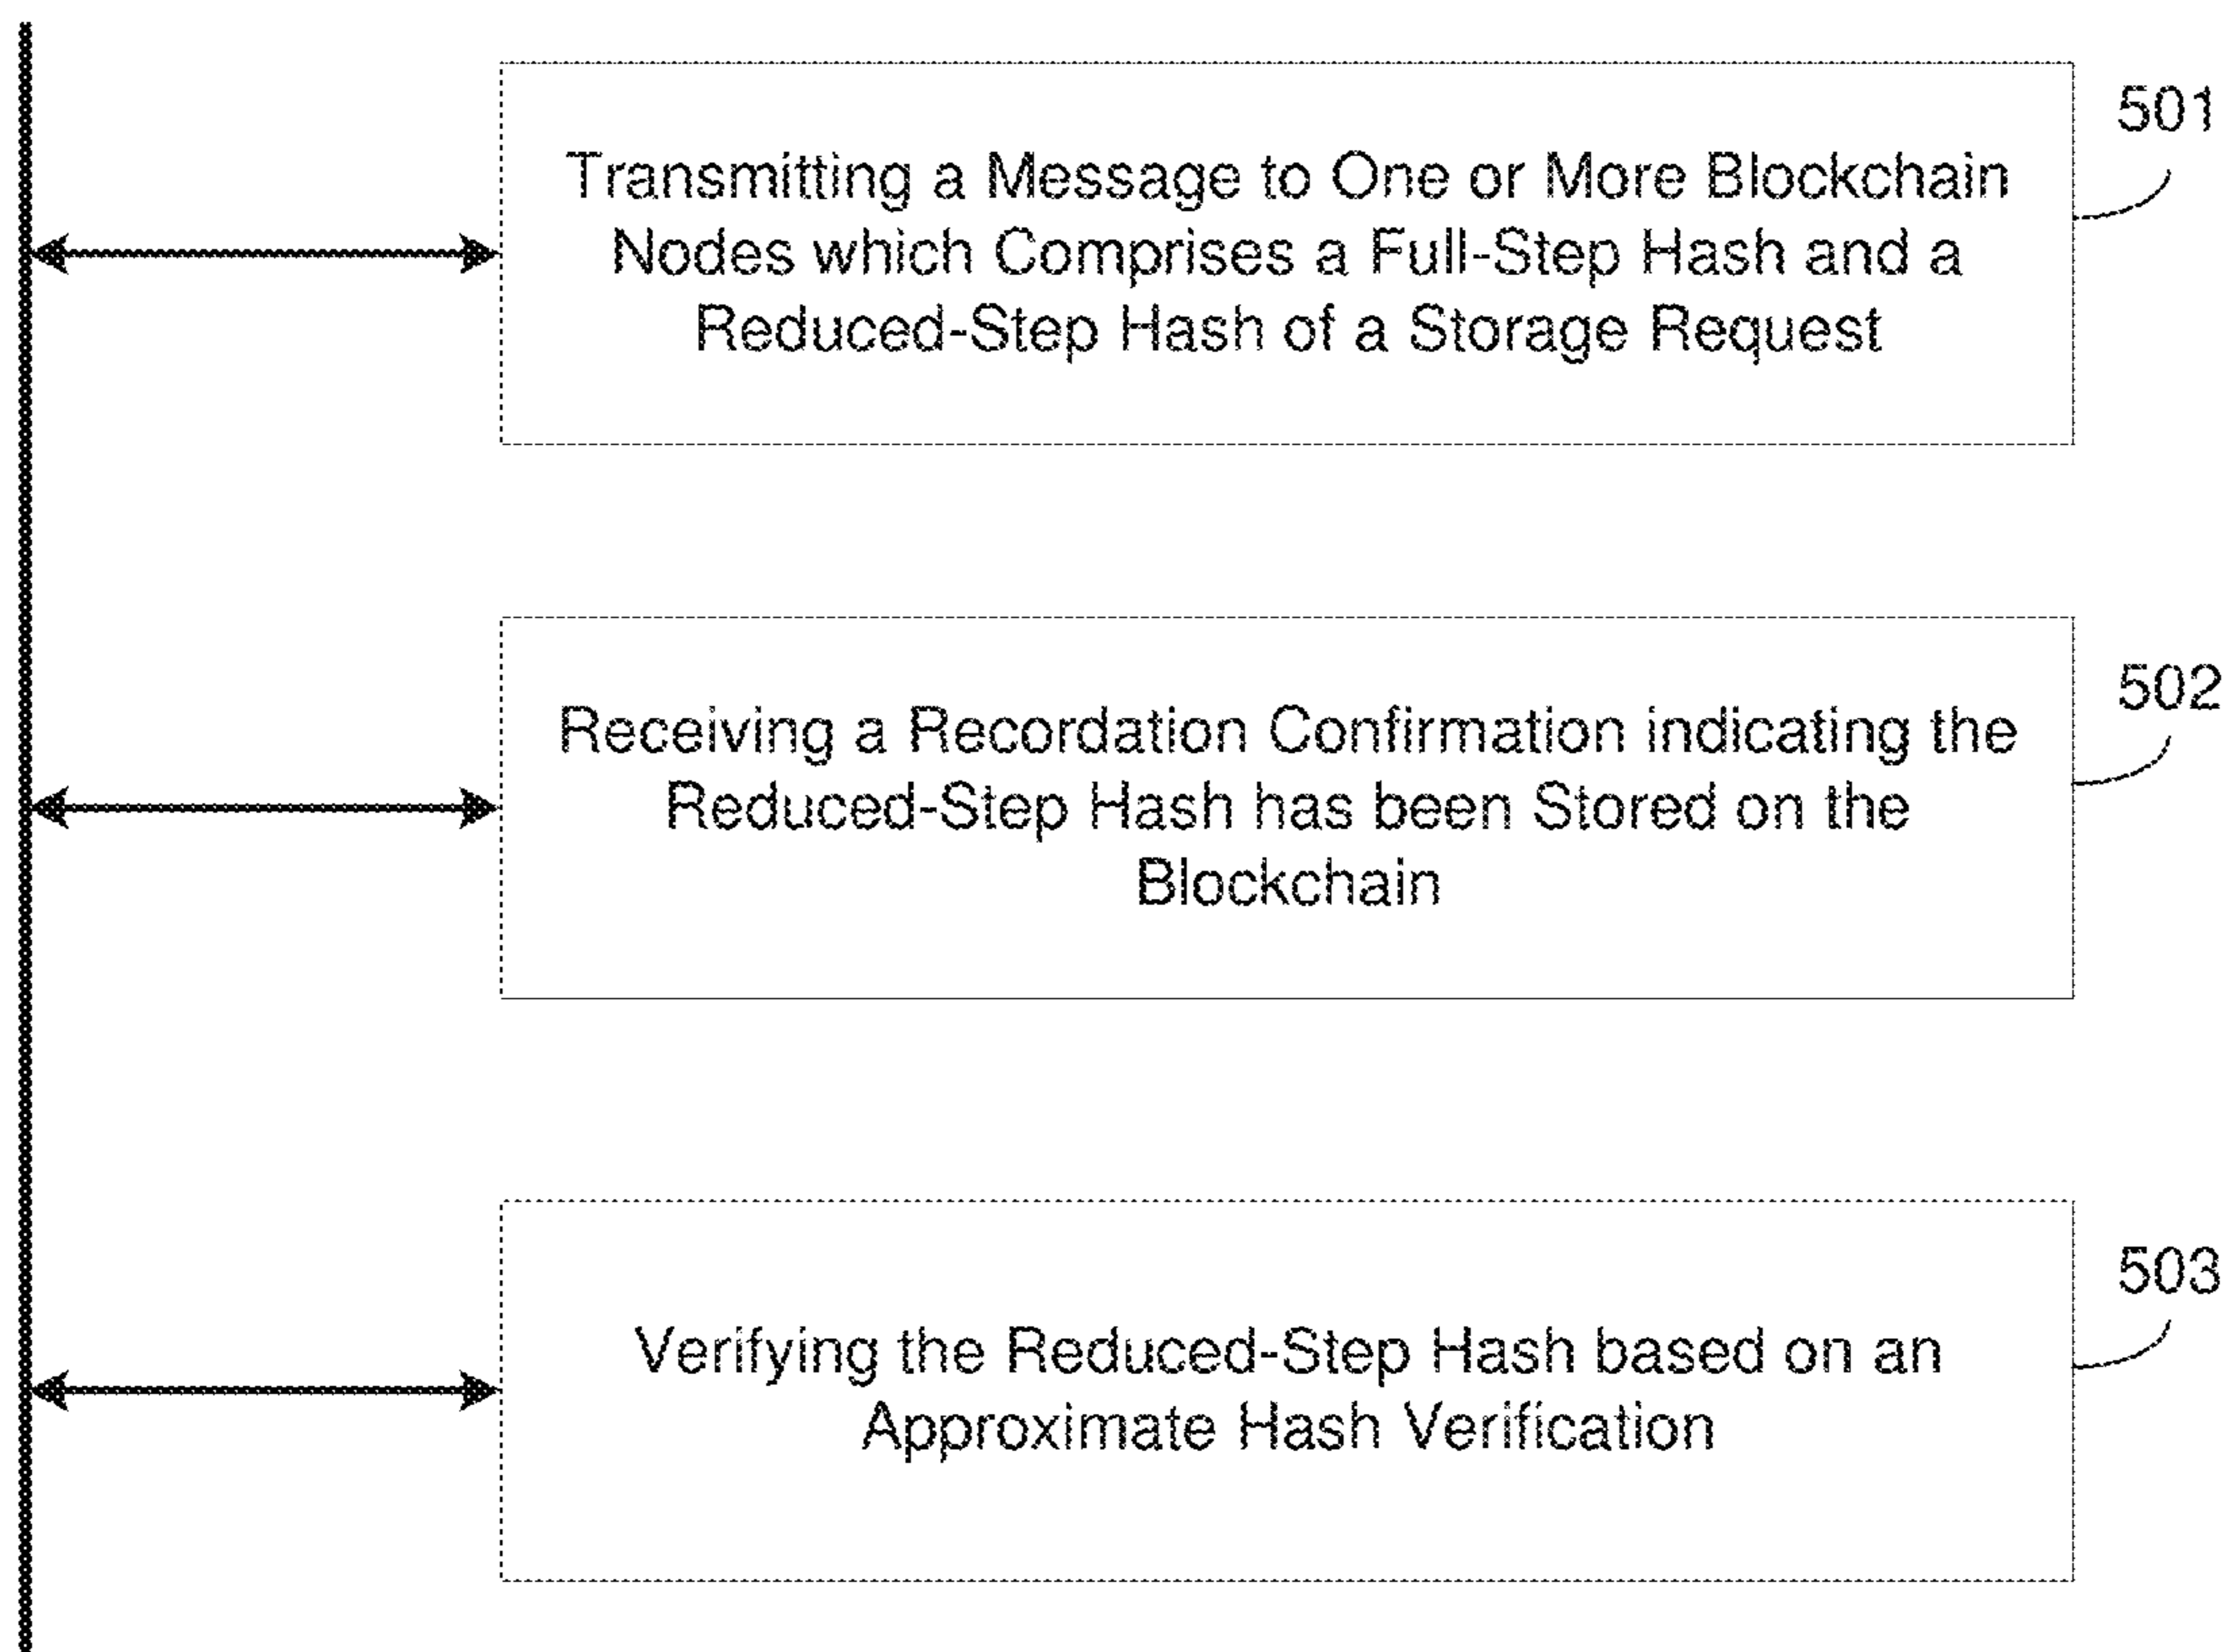 501
Transmitting a Message to One or More Blockchain
Nodes which Comprises a Full-Step Hash and a
Reduced-Step Hash of a Storage Request
502
Receiving a Recordation Confirmation indicating the
Reduced-Step Hash has been Stored on the
Blockchain
503
Verifying the Reduced-Step Hash based on an
Approximate Hash Verification